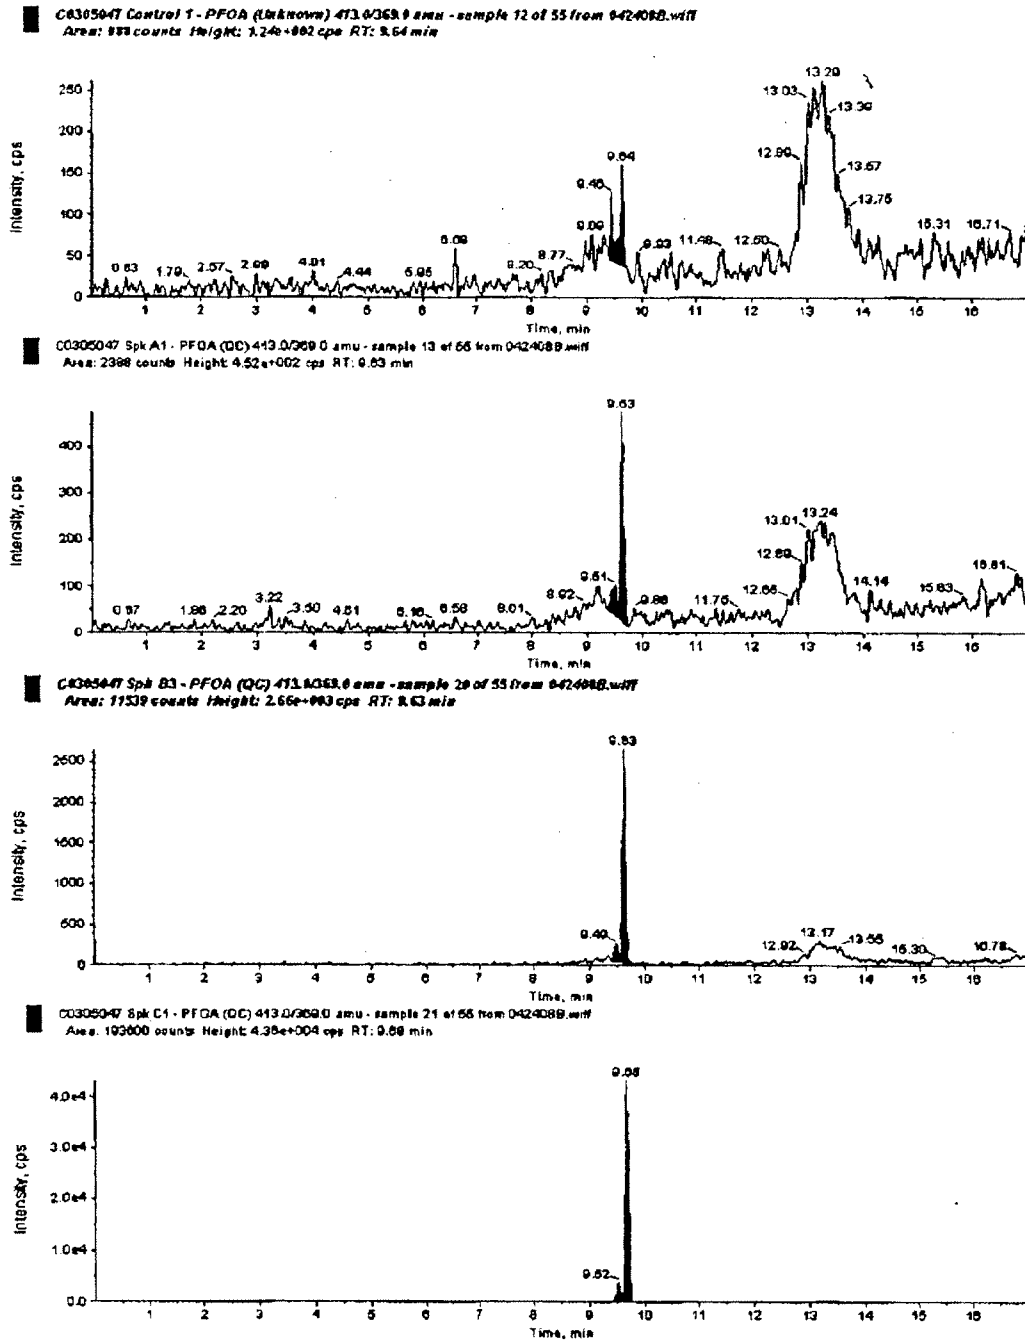 C0305047 Control 1 - PFOA (Unknown) 413.0/369.0 amu - sample 12 of 55 from 042408B.wiff
Area: 988 counts Height: 1.24e+002 cps RT: 9.64 min
Intensity, cps
250
200
150
100
50
0
0.63 1.79 2.57 2.99 4.01 4.44 5.95 6.59 8.20 8.77 9.09 9.46 9.64 9.93 11.48 12.50 12.90 13.03 13.29 13.39 13.57 13.75 15.31 16.71
1 2 3 4 5 6 7 8 9 10 11 12 13 14 15 16
Time, min
C0305047 Spk A1 - PFOA (QC) 413.0/369.0 amu - sample 13 of 55 from 042408B.wiff
Area: 2398 counts Height: 4.52e+002 cps RT: 9.63 min
Intensity, cps
400
300
200
100
0
0.67 1.86 2.20 3.22 3.50 4.61 6.16 6.58 8.01 8.92 9.51 9.63 9.86 11.75 12.66 12.89 13.01 13.24 14.14 15.83 16.81
1 2 3 4 5 6 7 8 9 10 11 12 13 14 15 16
Time, min
C0305047 Spk B3 - PFOA (QC) 413.0/369.0 amu - sample 20 of 55 from 042408B.wiff
Area: 11539 counts Height: 2.66e+003 cps RT: 9.63 min
Intensity, cps
2500
2000
1500
1000
500
0
9.49 9.63 12.92 13.17 13.55 15.30 16.78
1 2 3 4 5 6 7 8 9 10 11 12 13 14 15 16
Time, min
C0305047 Spk C1 - PFOA (QC) 413.0/369.0 amu - sample 21 of 55 from 042408B.wiff
Area: 193600 counts Height: 4.36e+004 cps RT: 9.68 min
Intensity, cps
4.0e4
3.0e4
2.0e4
1.0e4
0.0
9.52 9.68
1 2 3 4 5 6 7 8 9 10 11 12 13 14 15 16
Time, min